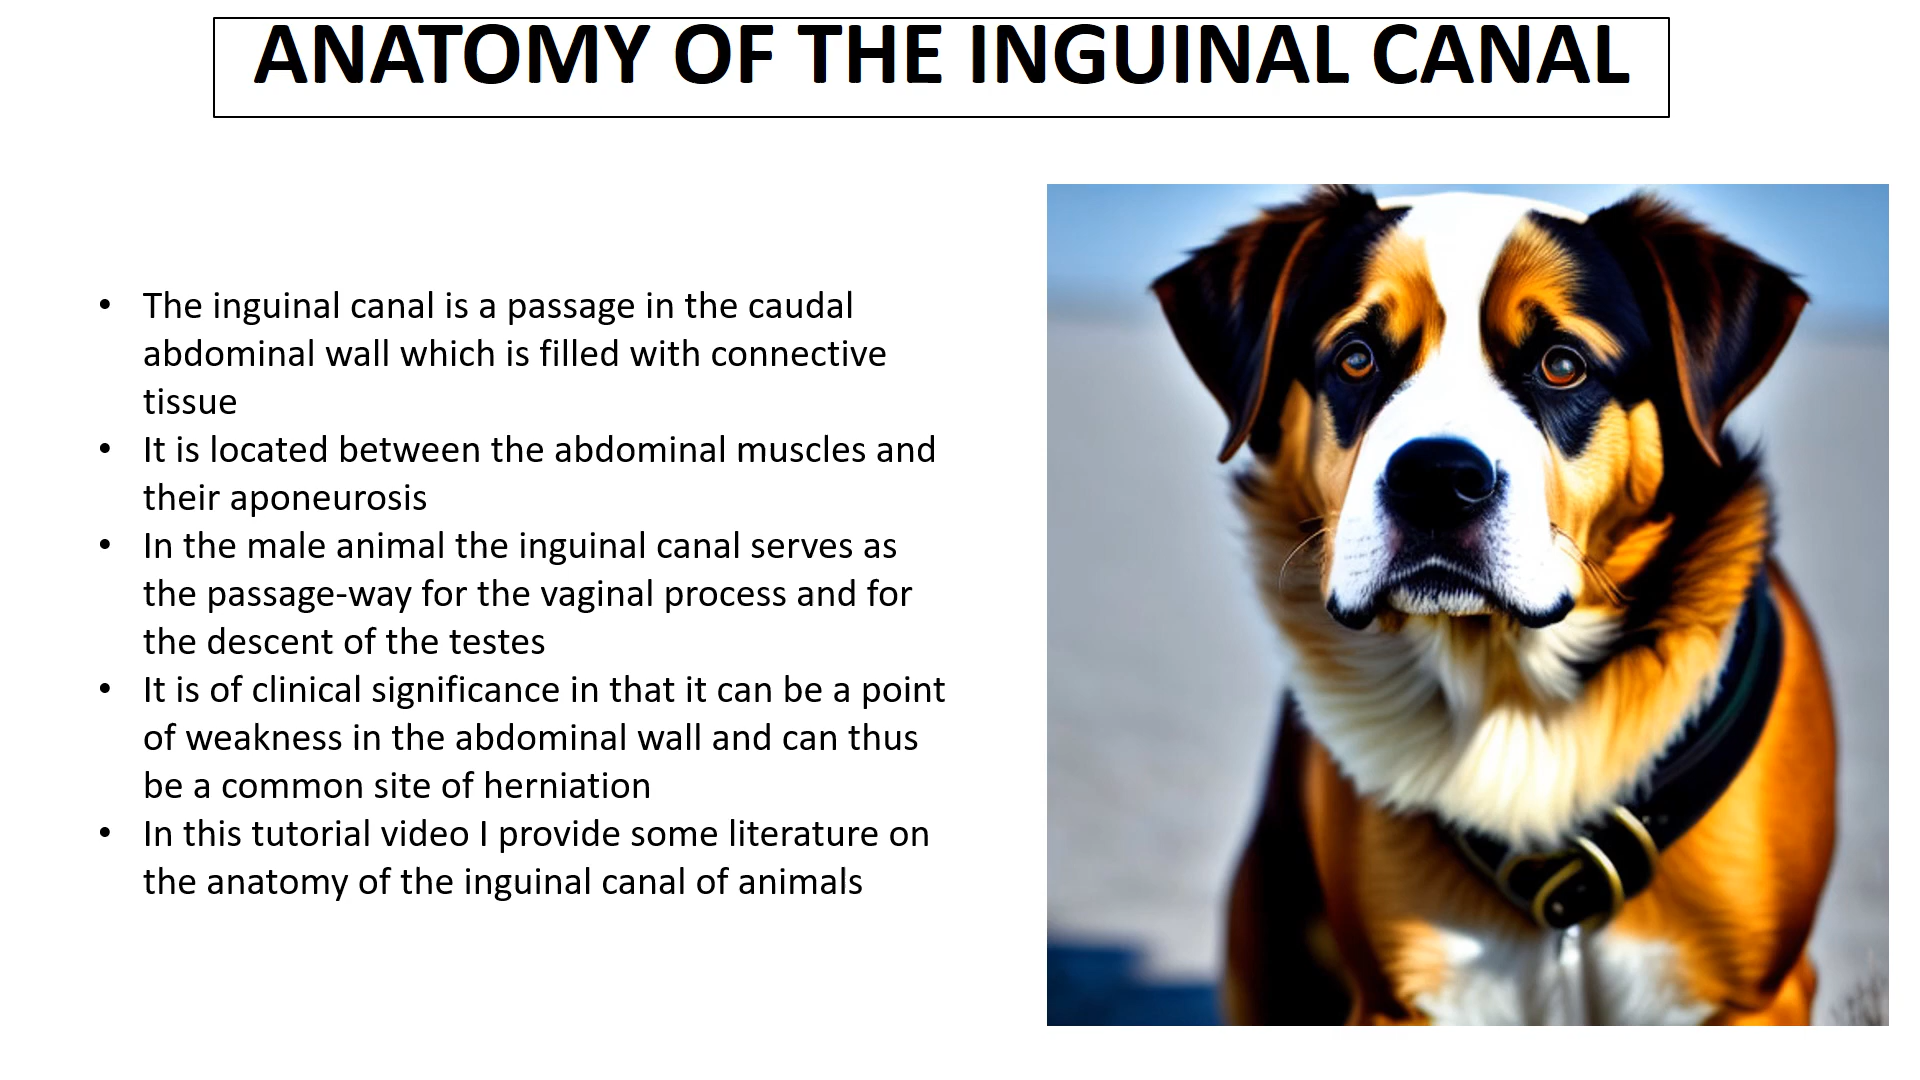 ANATOMY OF THE INGUINAL CANAL
• The inguinal canal is a passage in the caudal
abdominal wall which is filled with connective
tissue
• It is located between the abdominal muscles and
their aponeurosis
• In the male animal the inguinal canal serves as
the passage-way for the vaginal process and for
the descent of the testes
• It is of clinical significance in that it can be a point
of weakness in the abdominal wall and can thus
be a common site of herniation
• In this tutorial video I provide some literature on
the anatomy of the inguinal canal of animals